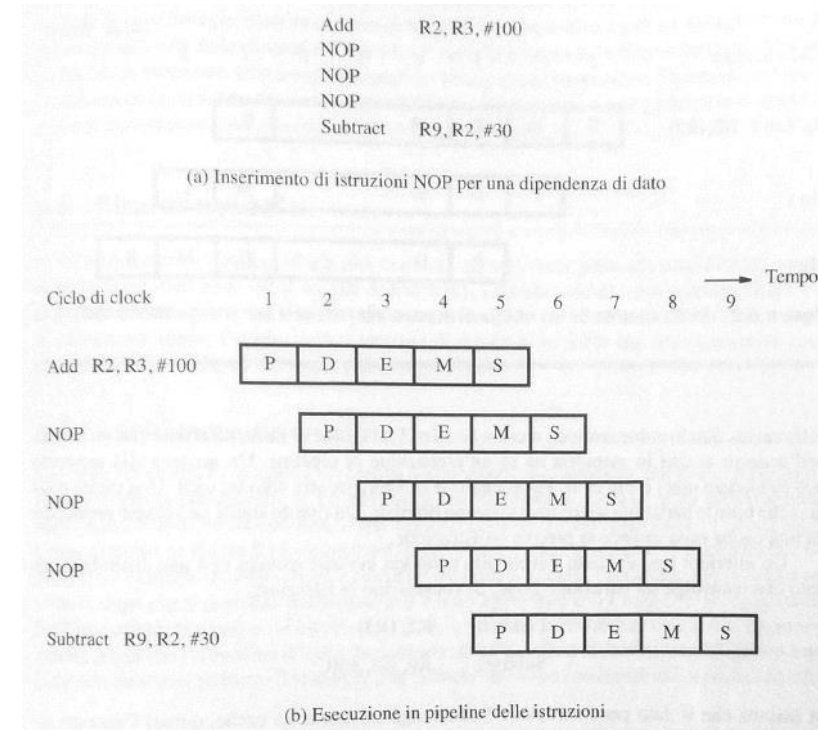 Add R2, R3, #100
NOP
NOP
NOP
Subtract R9, R2, #30
(a) Inserimento di istruzioni NOP per una dipendenza di dato
Tempo
Ciclo di clock 1 2 3 4 5 6 7 8 9
Add R2, R3, #100 P D E M S
NOP P D E M S
NOP P D E M S
NOP P D E M S
Subtract R9, R2, #30 P D E M S
(b) Esecuzione in pipeline delle istruzioni